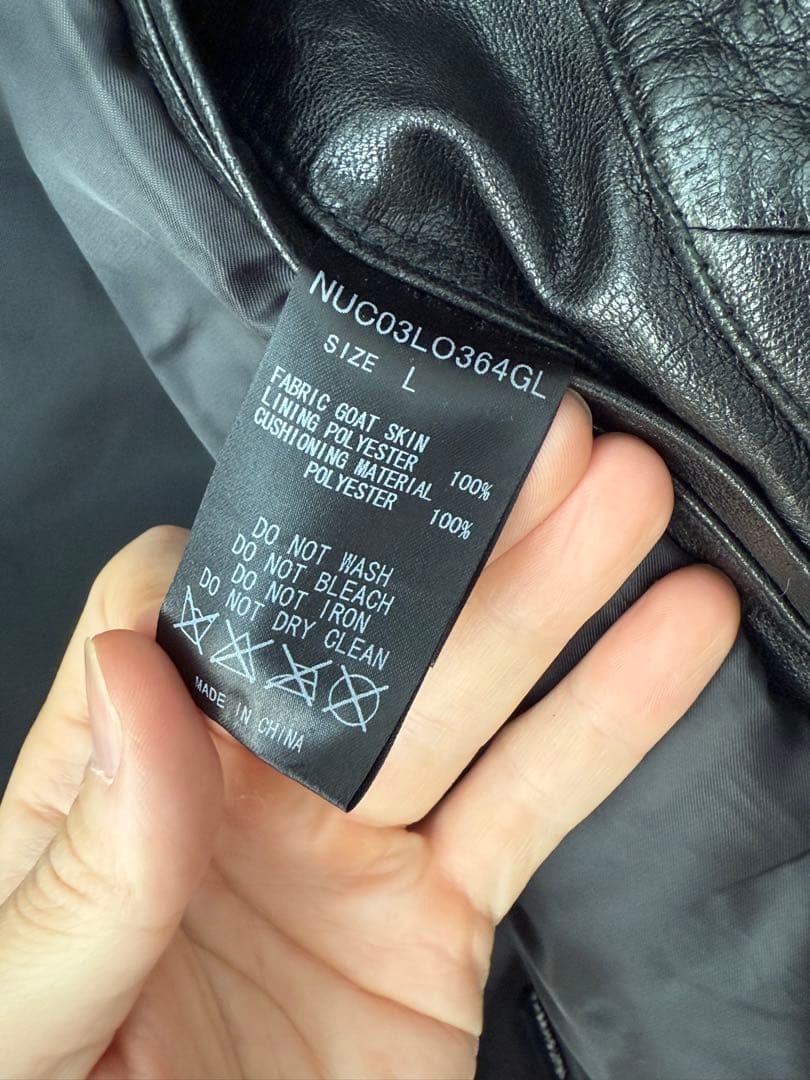 NUC03LO364GL
SIZE L
FABRIC GOAT SKIN
LINING POLYESTER 100%
CUSHIONING MATERIAL
POLYESTER 100%
DO NOT WASH
DO NOT BLEACH
DO NOT IRON
DO NOT DRY CLEAN
MADE IN CHINA